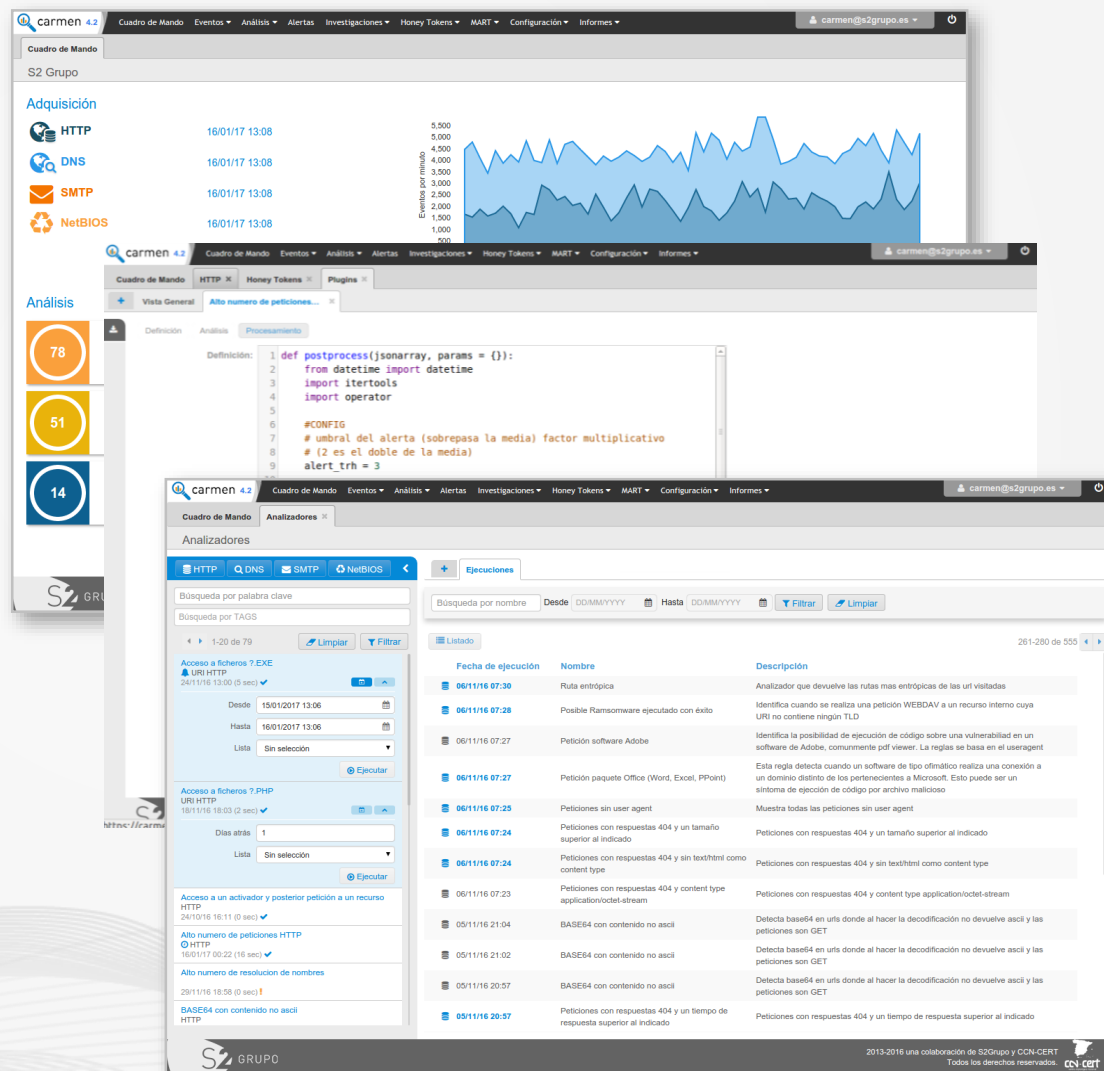 carmen 4.2 Cuadro de Mando Eventos Análisis Alertas Investigaciones Honey Tokens MART Configuración Informes carmen@s2grupo.es
Cuadro de Mando
S2 Grupo
Adquisición
HTTP 16/01/17 13:08
DNS 16/01/17 13:08
SMTP 16/01/17 13:08
NetBIOS 16/01/17 13:08
Eventos por minuto
5,500
5,000
4,500
4,000
3,500
3,000
2,500
2,000
1,500
1,000
500
Análisis
78
51
14
S2 GRU
carmen 4.2 Cuadro de Mando Eventos Análisis Alertas Investigaciones Honey Tokens MART Configuración Informes carmen@s2grupo.es
Cuadro de Mando HTTP Honey Tokens Plugins
+ Vista General Alto numero de peticiones...
Definición Análisis Procesamiento
Definición:
1 def postprocess(jsonarray, params = {}):
2 from datetime import datetime
3 import itertools
4 import operator
5
6 #CONFIG
7 # umbral del alerta (sobrepasa la media) factor multiplicativo
8 # (2 es el doble de la media)
9 alert_trh = 3
https://carme
carmen 4.2 Cuadro de Mando Eventos Análisis Alertas Investigaciones Honey Tokens MART Configuración Informes carmen@s2grupo.es
Cuadro de Mando Analizadores
Analizadores
HTTP DNS SMTP NetBIOS
Búsqueda por palabra clave
Búsqueda por TAGS
1-20 de 79 Limpiar Filtrar
Acceso a ficheros ?.EXE
URI HTTP
24/11/16 13:00 (5 sec)
Desde 15/01/2017 13:06
Hasta 16/01/2017 13:06
Lista Sin selección
Ejecutar
Acceso a ficheros ?.PHP
URI HTTP
18/11/16 18:03 (2 sec)
Días atrás 1
Lista Sin selección
Ejecutar
Acceso a un activador y posterior petición a un recurso
HTTP
24/10/16 16:11 (0 sec)
Alto numero de peticiones HTTP
HTTP
16/01/17 00:22 (16 sec)
Alto numero de resolucion de nombres
29/11/16 18:56 (0 sec)
BASE64 con contenido no ascii
HTTP
+ Ejecuciones
Búsqueda por nombre Desde DD/MM/YYYY Hasta DD/MM/YYYY Filtrar Limpiar
Listado 261-280 de 555
Fecha de ejecución Nombre Descripción
06/11/16 07:30 Ruta entrópica Analizador que devuelve las rutas mas entrópicas de las url visitadas
06/11/16 07:28 Posible Ramsomware ejecutado con éxito Identifica cuando se realiza una petición WEBDAV a un recurso interno cuya
URI no contiene ningún TLD
06/11/16 07:27 Petición software Adobe Identifica la posibilidad de ejecución de código sobre una vulnerabiliad en un
software de Adobe, comunmente pdf viewer. La reglas se basa en el useragent
06/11/16 07:27 Petición paquete Office (Word, Excel, PPoint) Esta regla detecta cuando un software de tipo ofimático realiza una conexión a
un dominio distinto de los pertenecientes a Microsoft. Esto puede ser un
síntoma de ejección de código por archivo malicioso
06/11/16 07:25 Peticiones sin user agent Muestra todas las peticiones sin user agent
06/11/16 07:24 Peticiones con respuestas 404 y un tamaño
superior al indicado Peticiones con respuestas 404 y un tamaño superior al indicado
06/11/16 07:24 Peticiones con respuestas 404 y sin text/html como
content type Peticiones con respuestas 404 y sin text/html como content type
06/11/16 07:23 Peticiones con respuestas 404 y content type
application/octet-stream Peticiones con respuestas 404 y content type application/octet-stream
05/11/16 21:04 BASE64 con contenido no ascii Detecta base64 en urls donde al hacer la decodificación no devuelve ascii y las
peticiones son GET
05/11/16 21:02 BASE64 con contenido no ascii Detecta base64 en urls donde al hacer la decodificación no devuelve ascii y las
peticiones son GET
05/11/16 20:57 BASE64 con contenido no ascii Detecta base64 en urls donde al hacer la decodificación no devuelve ascii y las
peticiones son GET
05/11/16 20:57 Peticiones con respuestas 404 y un tiempo de
respuesta superior al indicado Peticiones con respuestas 404 y un tiempo de respuesta superior al indicado
S2 GRUPO
2013-2016 una colaboración de S2Grupo y CCN-CERT
Todos los derechos reservados. ccn-cert